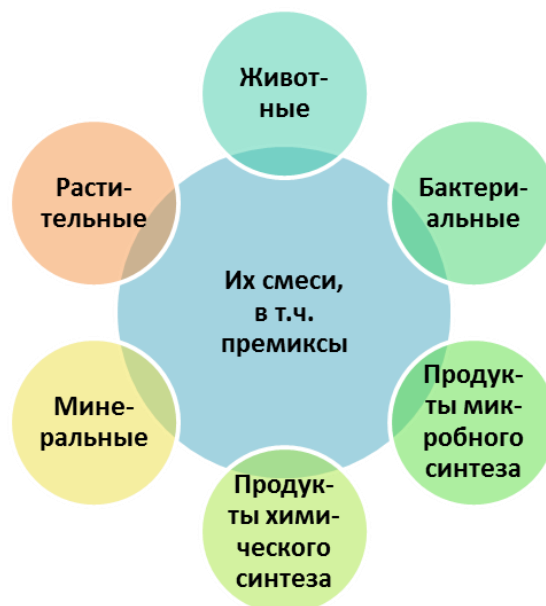 Живот-
ные
Расти-
тельные
Бактери-
альные
Их смеси,
в т.ч.
премиксы
Мине-
ральные
Продук-
ты мик-
робного
синтеза
Продук-
ты хими-
ческого
синтеза